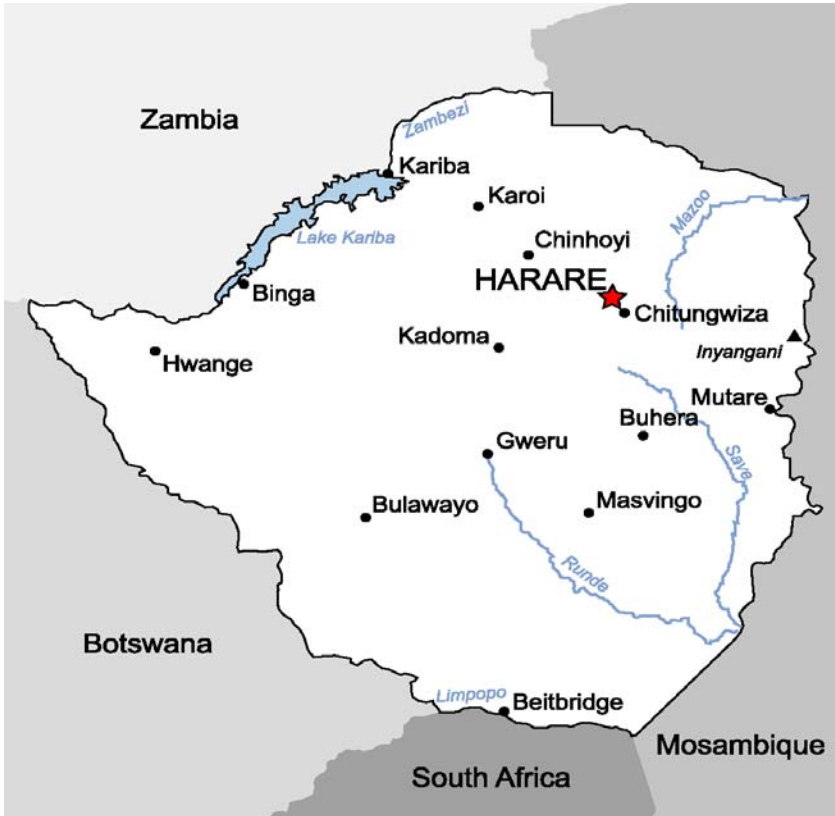 Zambia
Zambezi
Kariba
Karoi
Mazoo
Lake Kariba
Chinhoyi
HARARE
Binga
Chitungwiza
Kadoma
Inyangani
Hwange
Mutare
Buhera
Gweru
Save
Bulawayo
Masvingo
Runde
Botswana
Limpopo
Beitbridge
Mosambique
South Africa